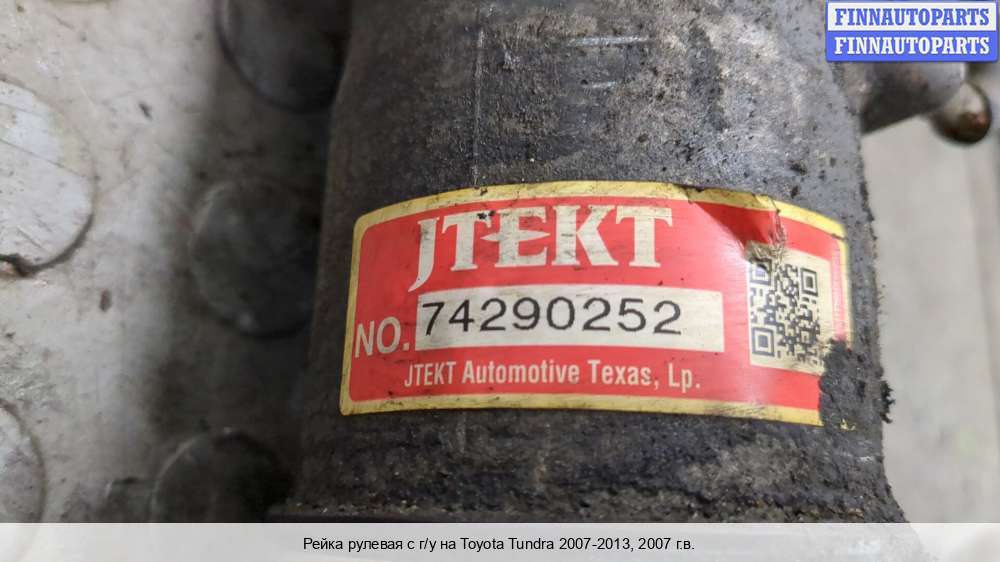 FINNAUTOPARTS
FINNAUTOPARTS
JTEKT
NO. 74290252
JTEKT Automotive Texas, Lp.
Рейка рулевая с г/у на Toyota Tundra 2007-2013, 2007 г.в.